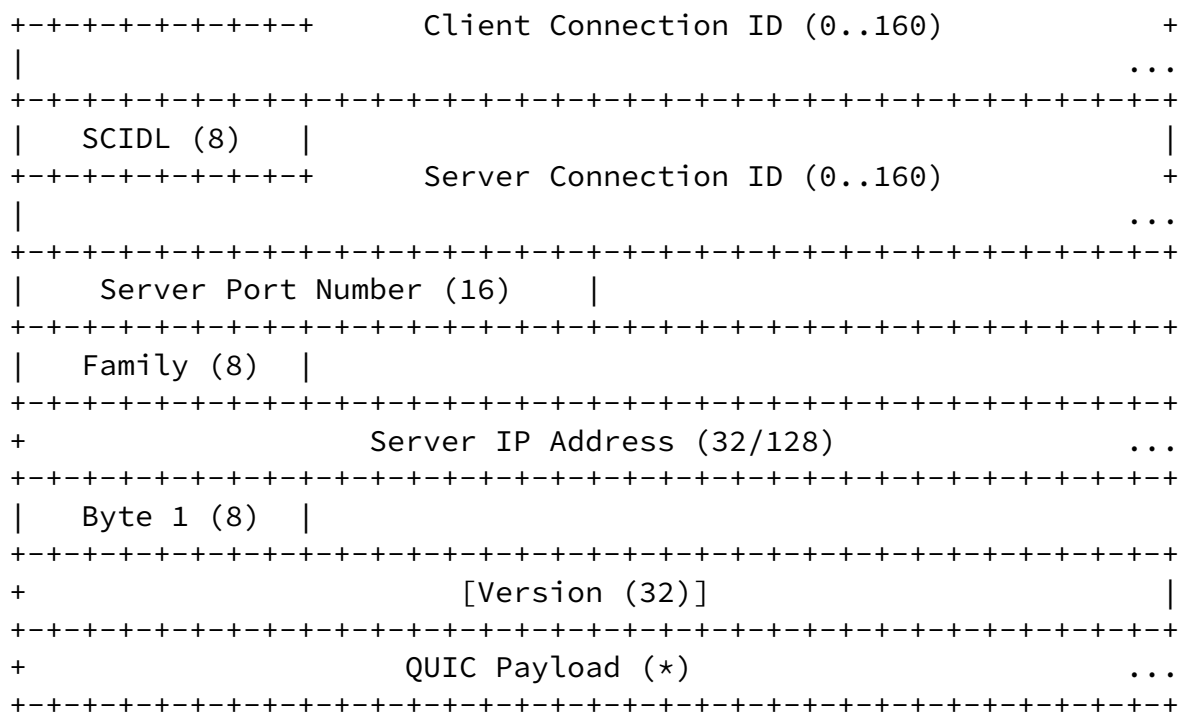 +-+-+-+-+-+-+-+-+ Client Connection ID (0..160) +
| ...
+-+-+-+-+-+-+-+-+-+-+-+-+-+-+-+-+-+-+-+-+-+-+-+-+-+-+-+-+-+-+-+-+
| SCIDL (8) | |
+-+-+-+-+-+-+-+-+ Server Connection ID (0..160) +
| ...
+-+-+-+-+-+-+-+-+-+-+-+-+-+-+-+-+-+-+-+-+-+-+-+-+-+-+-+-+-+-+-+-+
| Server Port Number (16) |
+-+-+-+-+-+-+-+-+-+-+-+-+-+-+-+-+-+-+-+-+-+-+-+-+-+-+-+-+-+-+-+-+
| Family (8) |
+-+-+-+-+-+-+-+-+-+-+-+-+-+-+-+-+-+-+-+-+-+-+-+-+-+-+-+-+-+-+-+-+
+ Server IP Address (32/128) ...
+-+-+-+-+-+-+-+-+-+-+-+-+-+-+-+-+-+-+-+-+-+-+-+-+-+-+-+-+-+-+-+-+
| Byte 1 (8) |
+-+-+-+-+-+-+-+-+-+-+-+-+-+-+-+-+-+-+-+-+-+-+-+-+-+-+-+-+-+-+-+-+
+ [Version (32)] |
+-+-+-+-+-+-+-+-+-+-+-+-+-+-+-+-+-+-+-+-+-+-+-+-+-+-+-+-+-+-+-+-+
+ QUIC Payload (*) ...
+-+-+-+-+-+-+-+-+-+-+-+-+-+-+-+-+-+-+-+-+-+-+-+-+-+-+-+-+-+-+-+-+